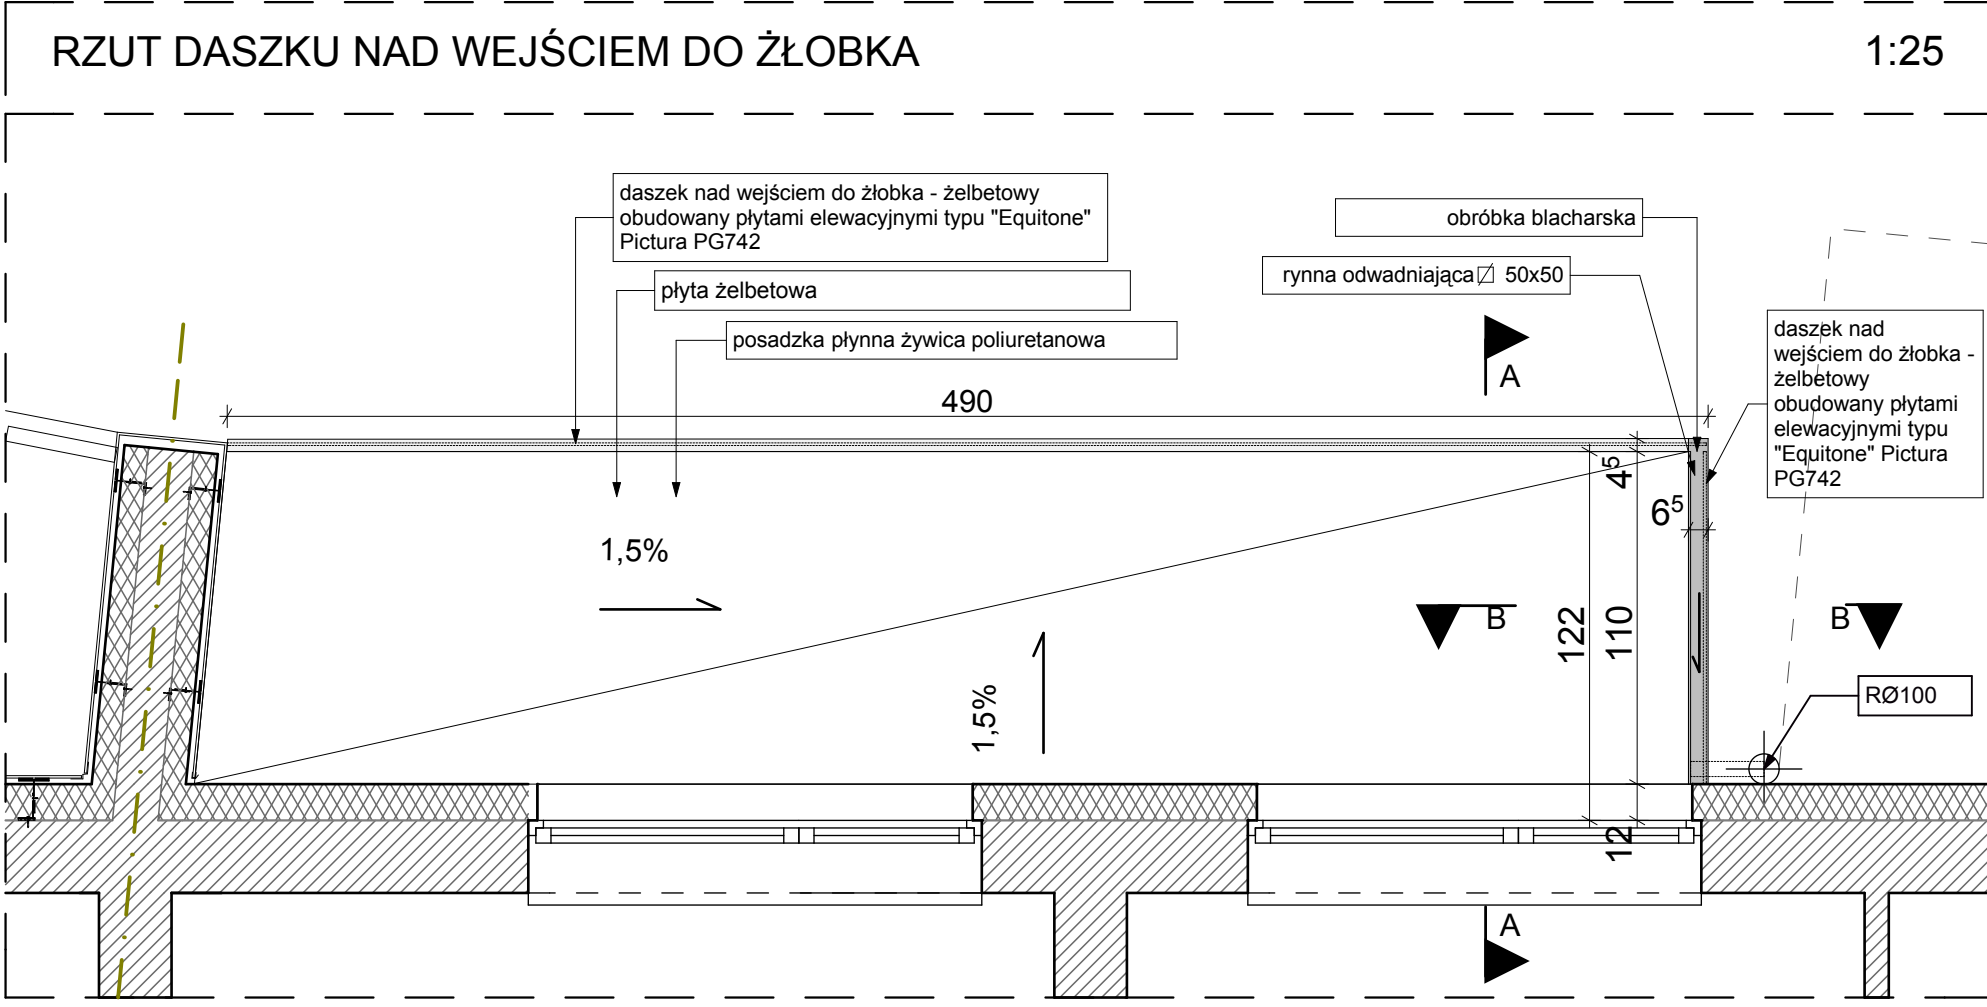 RZUT DASZKU NAD WEJŚCIEM DO ŻŁOBKA
1:25
daszek nad wejściem do żłobka - żelbetowy
obudowany płytami elewacyjnymi typu "Equitone"
Pictura PG742
płyta żelbetowa
posadzka płynna żywica poliuretanowa
obróbka blacharska
rynna odwadniająca 50x50
daszek nad
wejściem do żłobka -
żelbetowy
obudowany płytami
elewacyjnymi typu
"Equitone" Pictura
PG742
A
490
4⁵
6⁵
1,5%
122
110
B
B
1,5%
RØ100
12
A